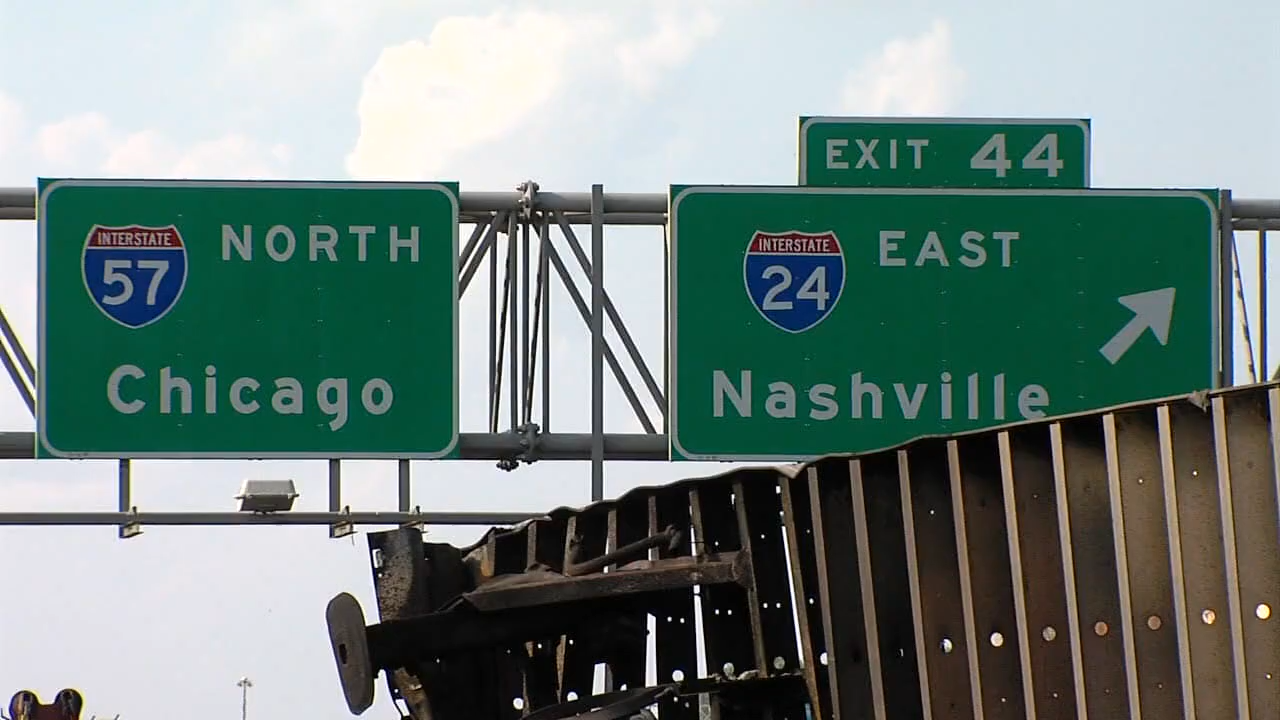 INTERSTATE
57
NORTH
Chicago
EXIT 44
INTERSTATE
24
EAST
Nashville